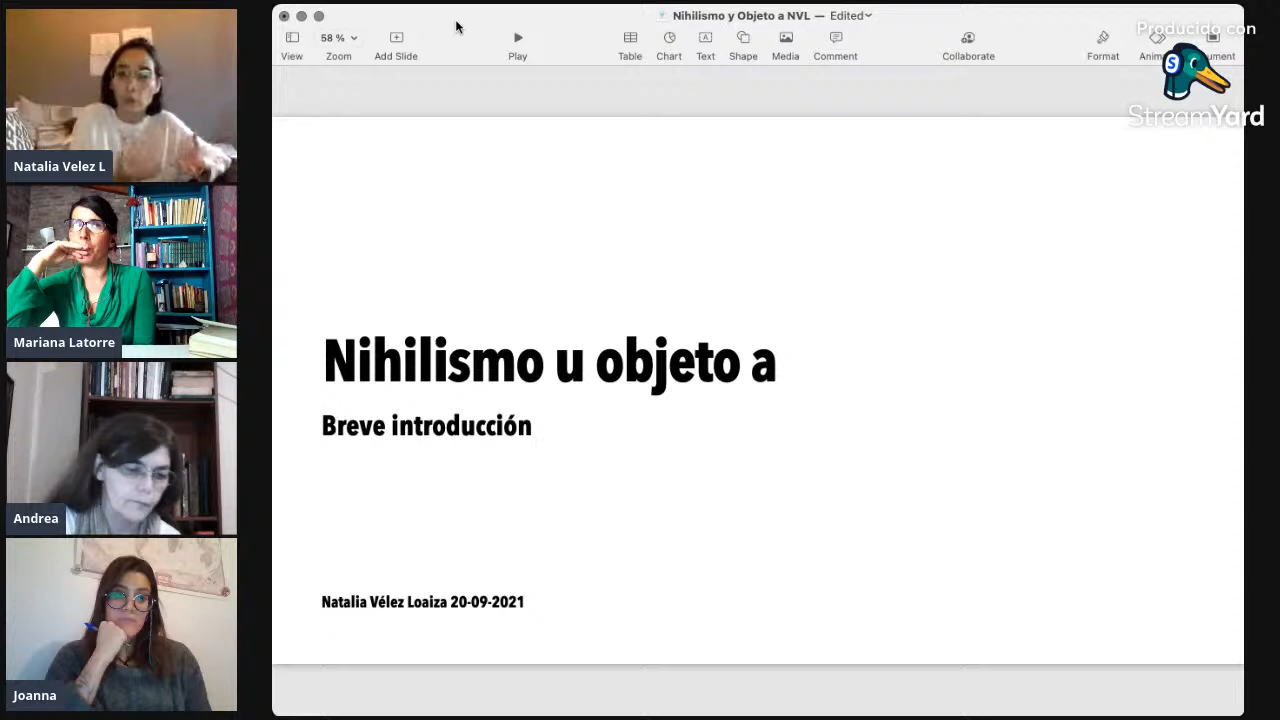 Natalia Velez L
Mariana Latorre
Andrea
Joanna
Nihilismo y Objeto a NVL — Edited
58 %
View
Zoom
Add Slide
Play
Table
Chart
Text
Shape
Media
Comment
Collaborate
Format
Producido con
StreamYard
Nihilismo u objeto a
Breve introducción
Natalia Vélez Loaiza 20-09-2021